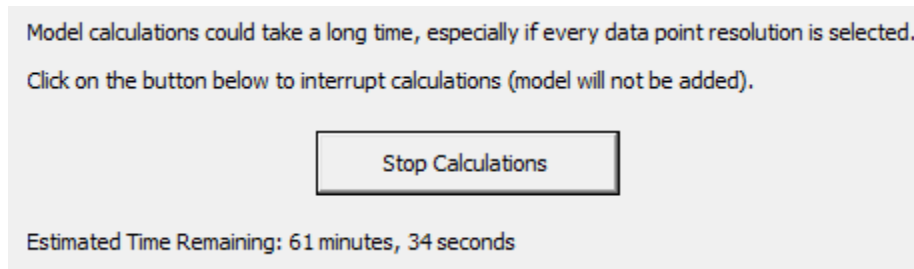 Model calculations could take a long time, especially if every data point resolution is selected.
Click on the button below to interrupt calculations (model will not be added).
Stop Calculations
Estimated Time Remaining: 61 minutes, 34 seconds